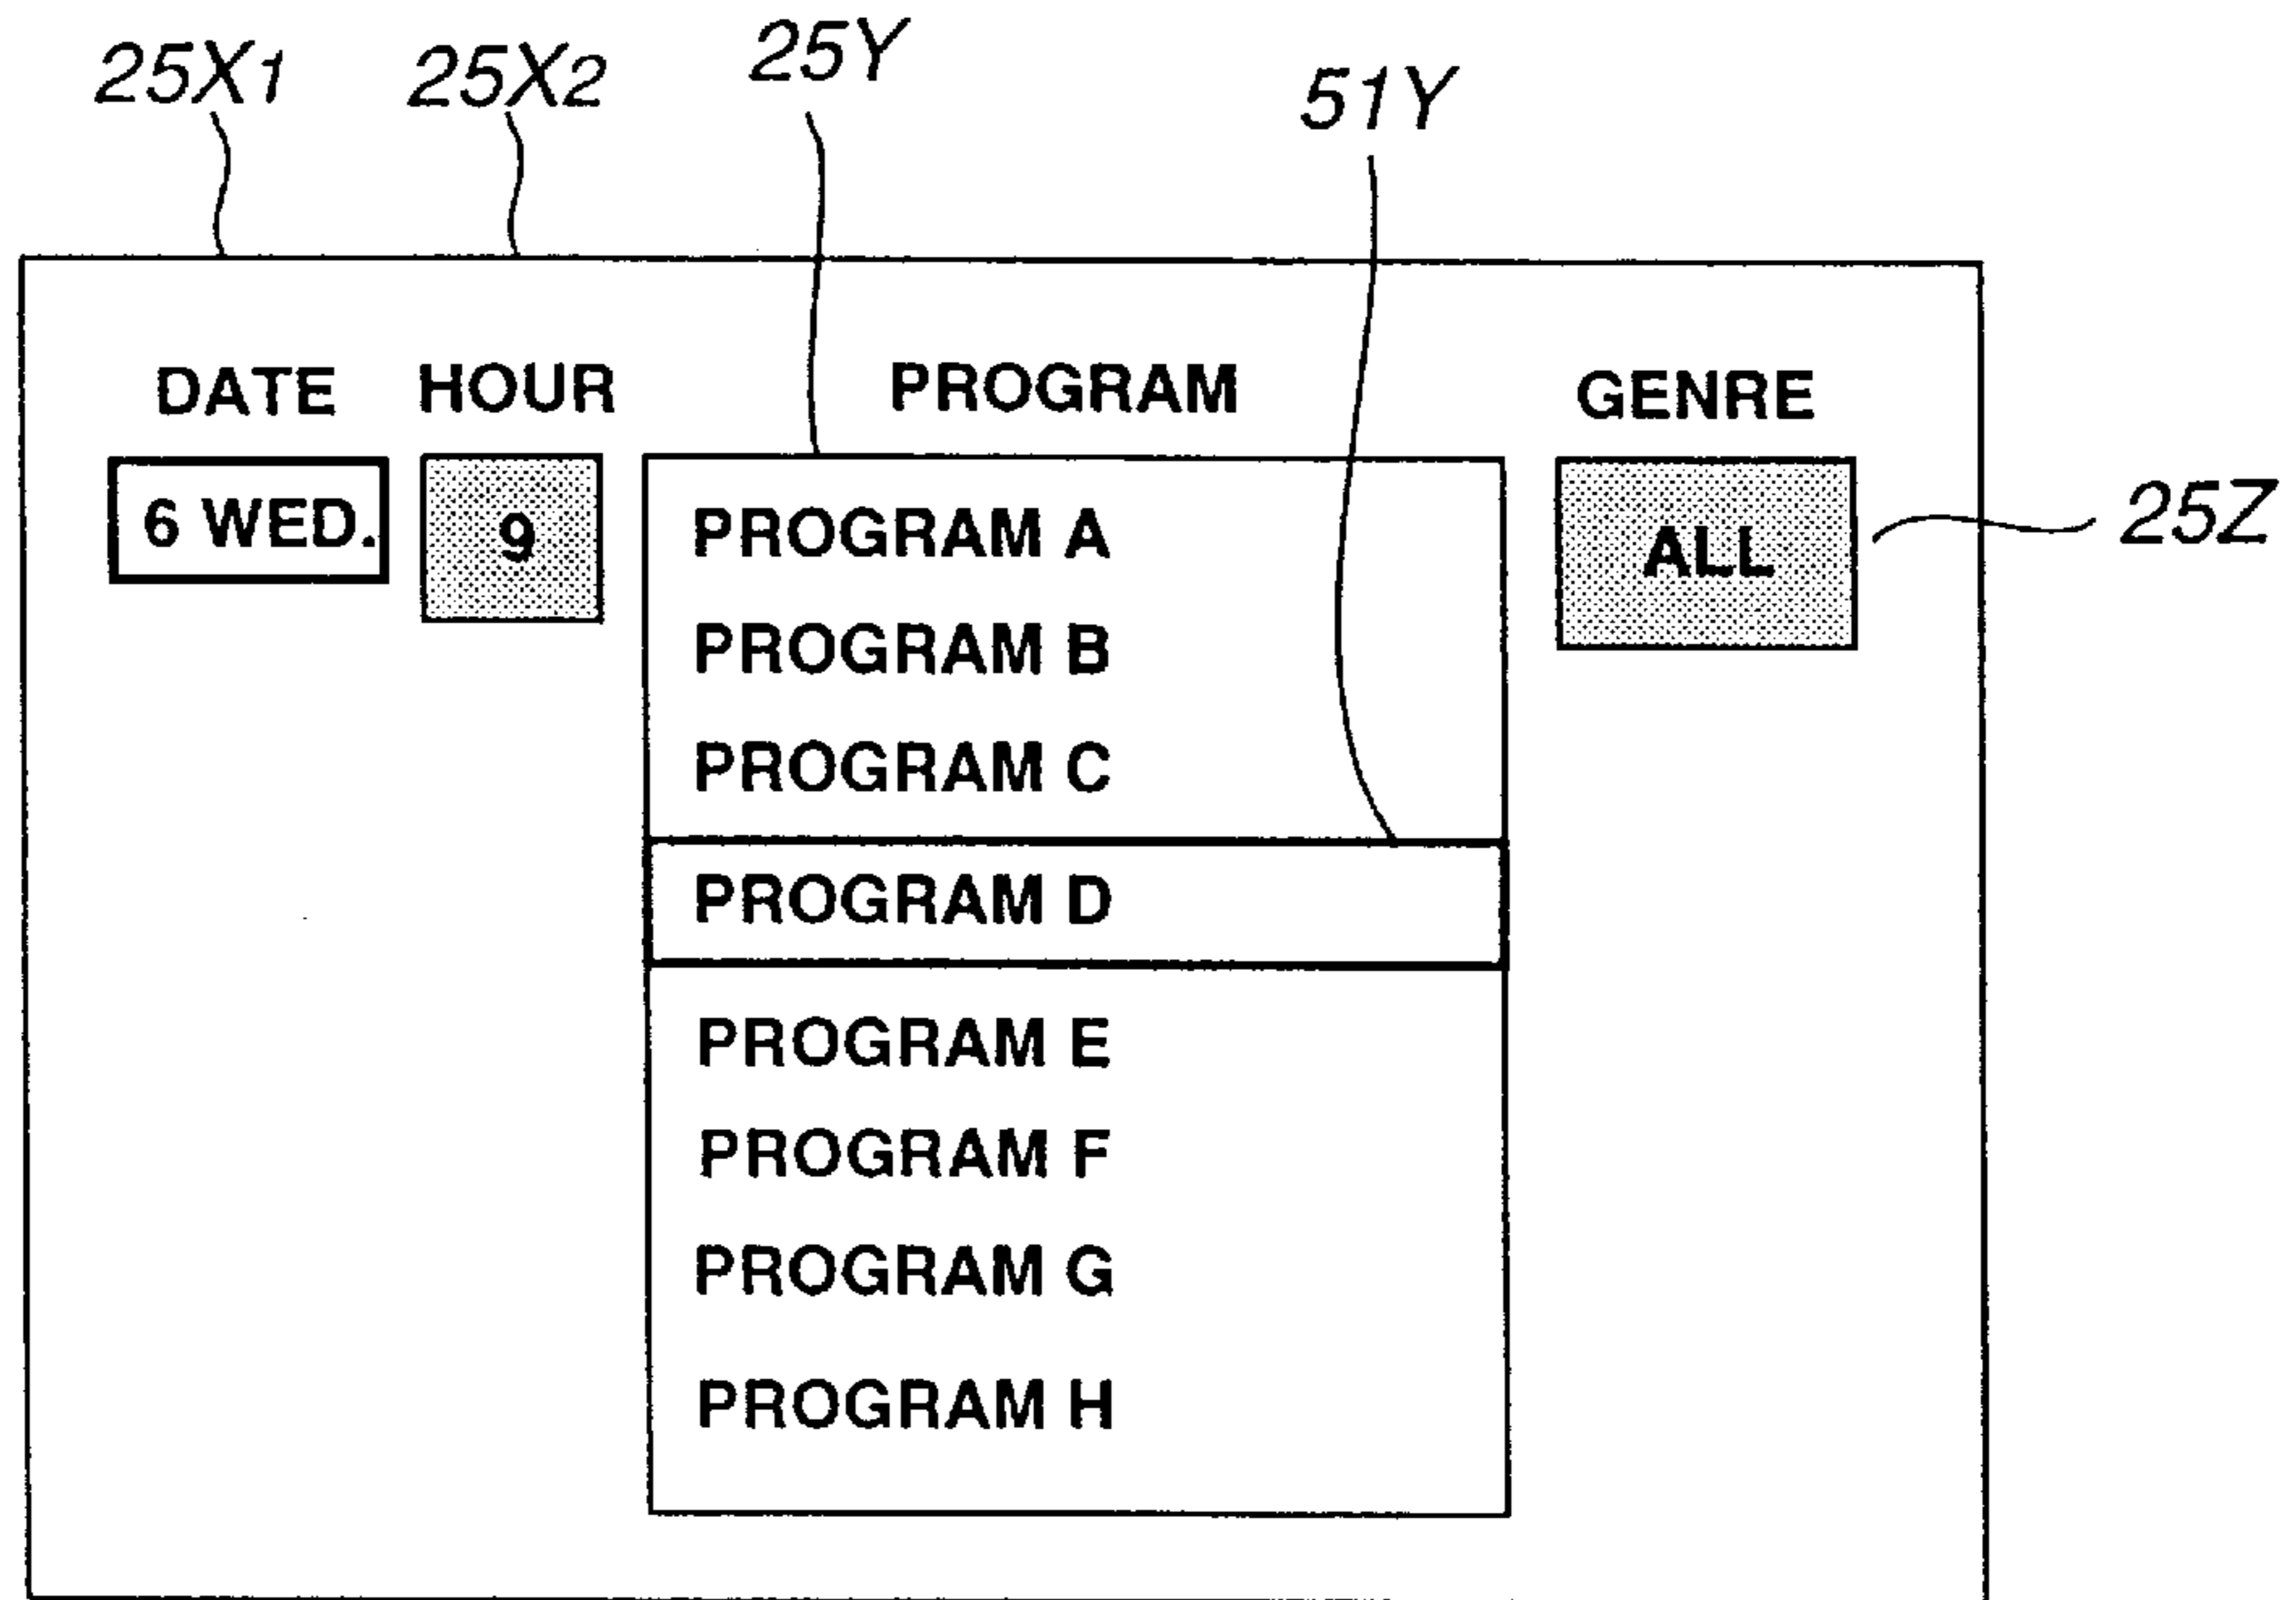 25X1 25X2 25Y 51Y
DATE HOUR PROGRAM GENRE
6 WED. 9 PROGRAM A ALL 25Z
PROGRAM B
PROGRAM C
PROGRAM D
PROGRAM E
PROGRAM F
PROGRAM G
PROGRAM H